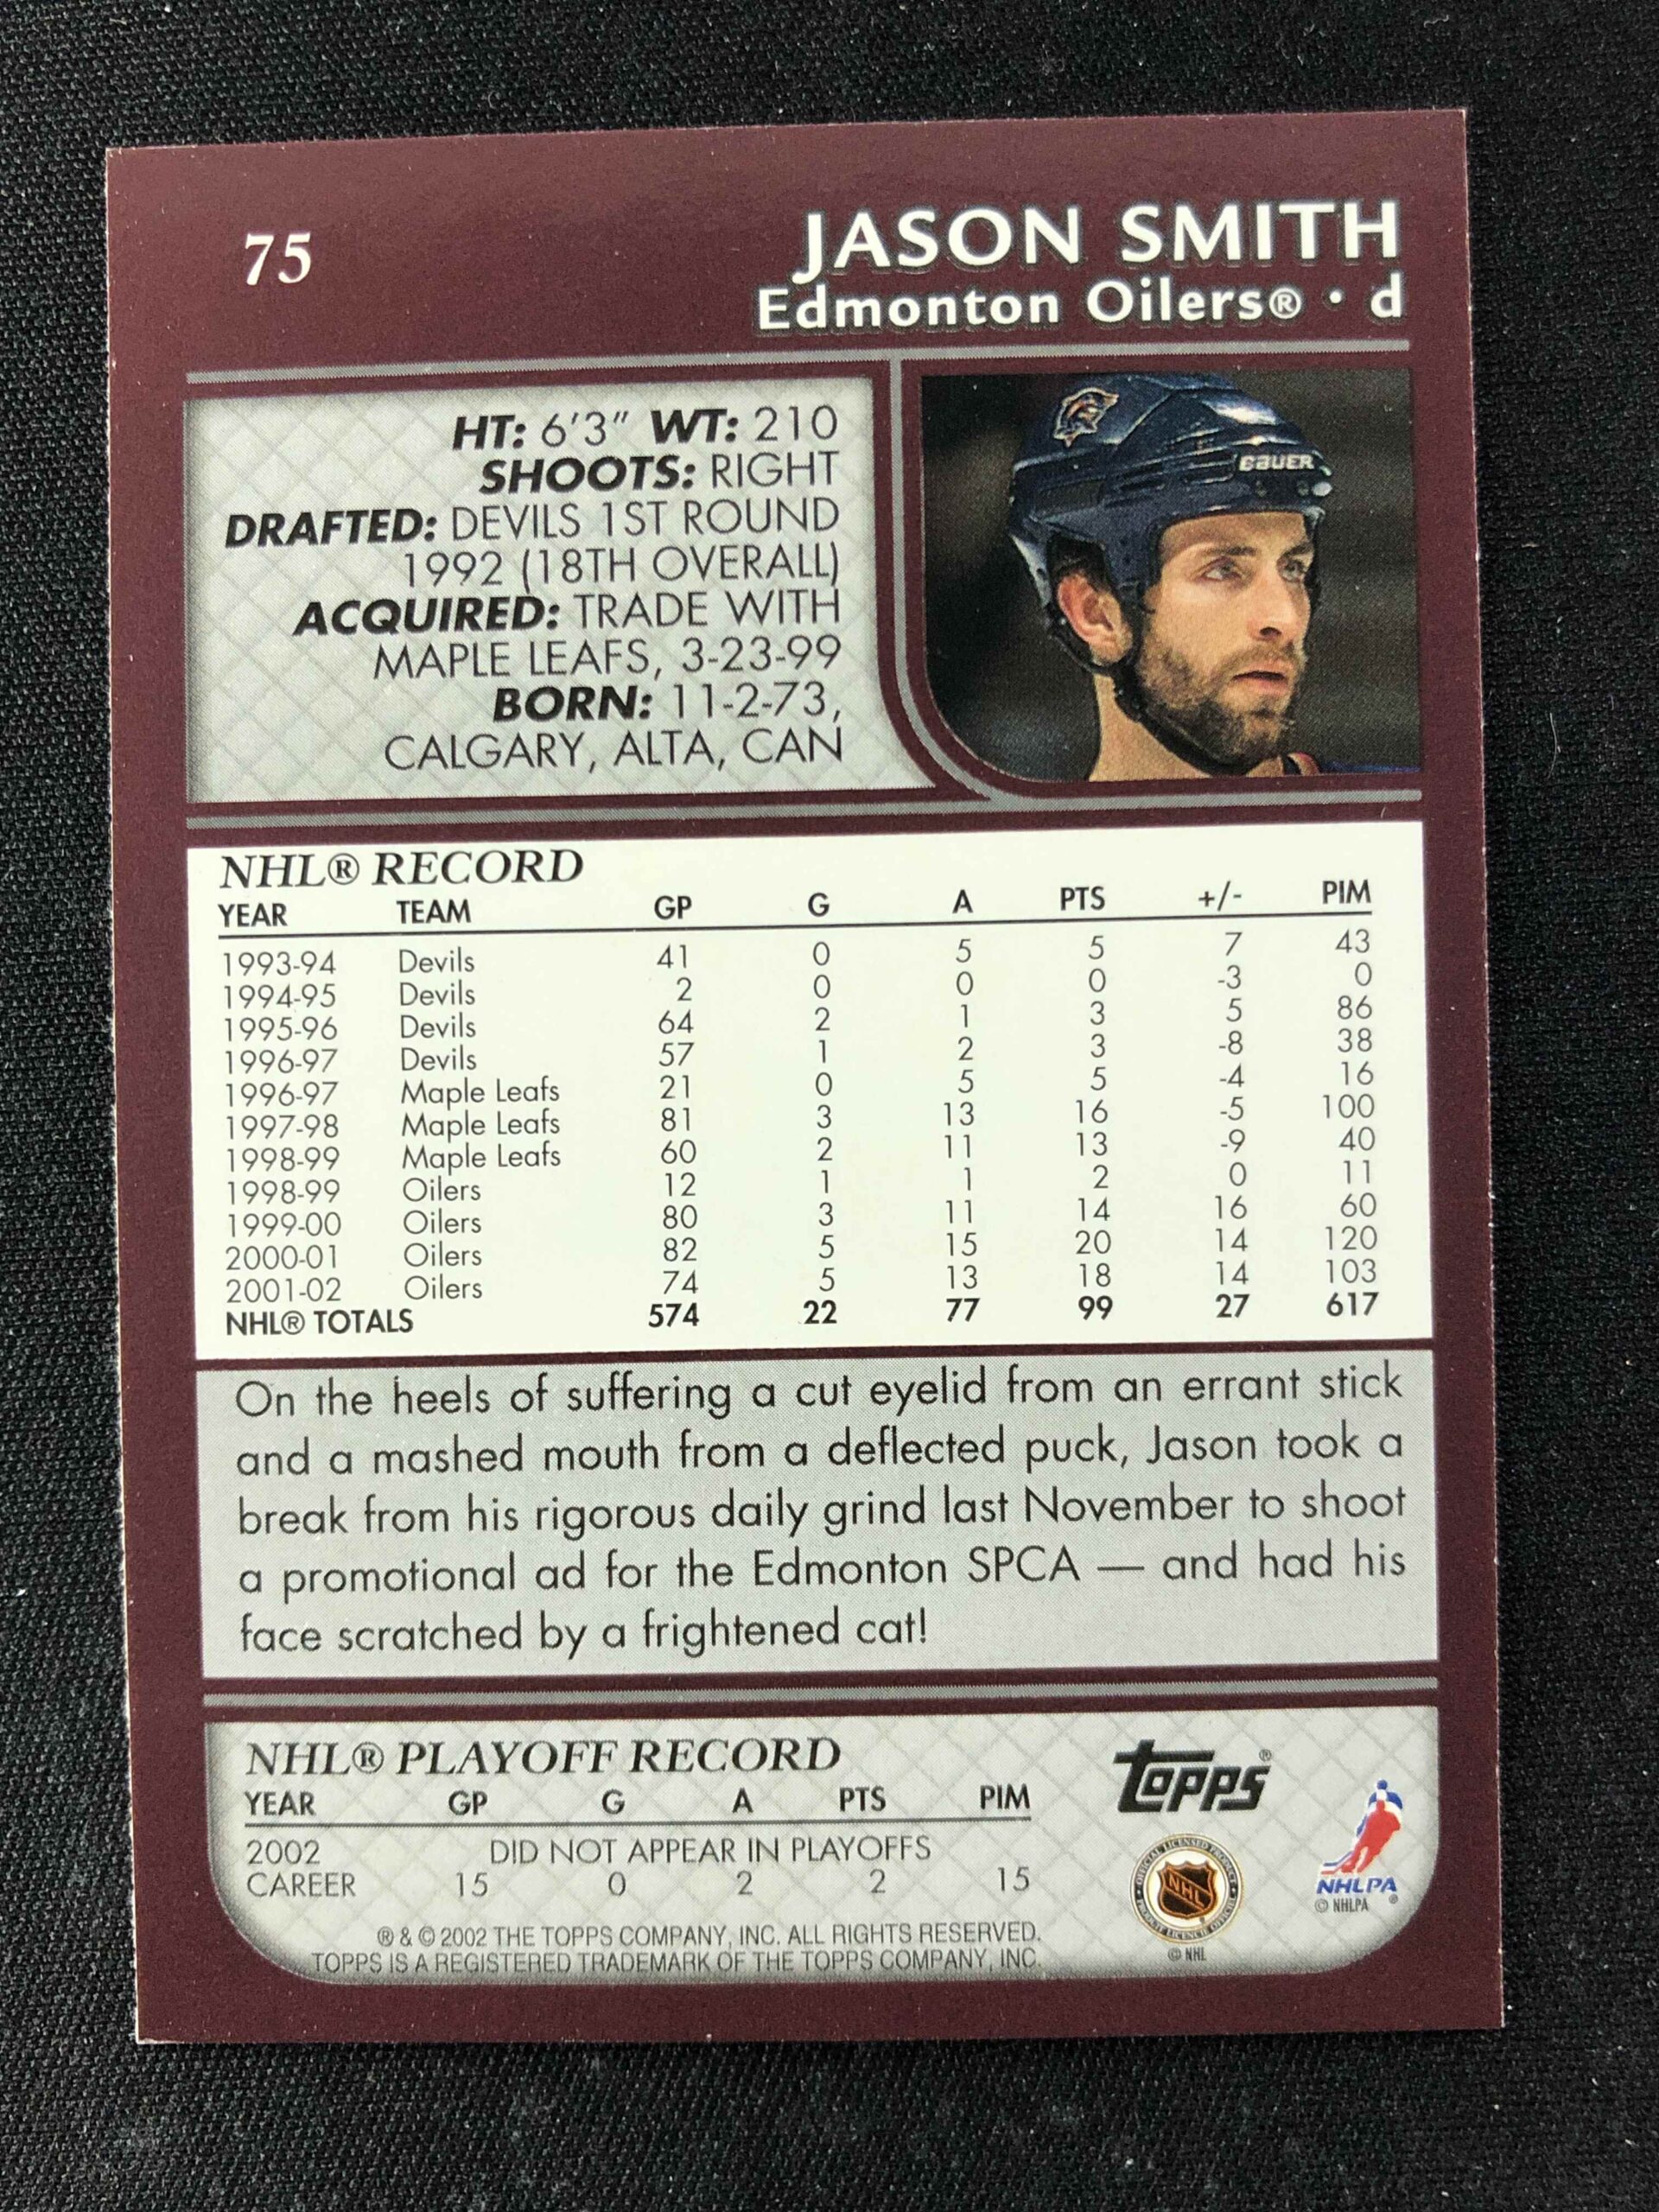 75
JASON SMITH
Edmonton Oilers® • d
HT: 6'3" WT: 210
SHOOTS: RIGHT
DRAFTED: DEVILS 1ST ROUND
1992 (18TH OVERALL)
ACQUIRED: TRADE WITH
MAPLE LEAFS, 3-23-99
BORN: 11-2-73,
CALGARY, ALTA, CAN
BAUER
NHL® RECORD
YEAR TEAM GP G A PTS +/- PIM
1993-94 Devils 41 0 5 5 7 43
1994-95 Devils 2 0 0 0 -3 0
1995-96 Devils 64 2 1 3 5 86
1996-97 Devils 57 1 2 3 -8 38
1996-97 Maple Leafs 21 0 5 5 -4 16
1997-98 Maple Leafs 81 3 13 16 -5 100
1998-99 Maple Leafs 60 2 11 13 -9 40
1998-99 Oilers 12 1 1 2 0 11
1999-00 Oilers 80 3 11 14 16 60
2000-01 Oilers 82 5 15 20 14 120
2001-02 Oilers 74 5 13 18 14 103
NHL® TOTALS 574 22 77 99 27 617
On the heels of suffering a cut eyelid from an errant stick
and a mashed mouth from a deflected puck, Jason took a
break from his rigorous daily grind last November to shoot
a promotional ad for the Edmonton SPCA — and had his
face scratched by a frightened cat!
NHL® PLAYOFF RECORD
YEAR GP G A PTS PIM
2002 DID NOT APPEAR IN PLAYOFFS
CAREER 15 0 2 2 15
® & © 2002 THE TOPPS COMPANY, INC. ALL RIGHTS RESERVED.
TOPPS IS A REGISTERED TRADEMARK OF THE TOPPS COMPANY, INC.
Topps®
OFFICIAL LICENSED PRODUCT
NHL
© NHL
NHLPA®
© NHLPA